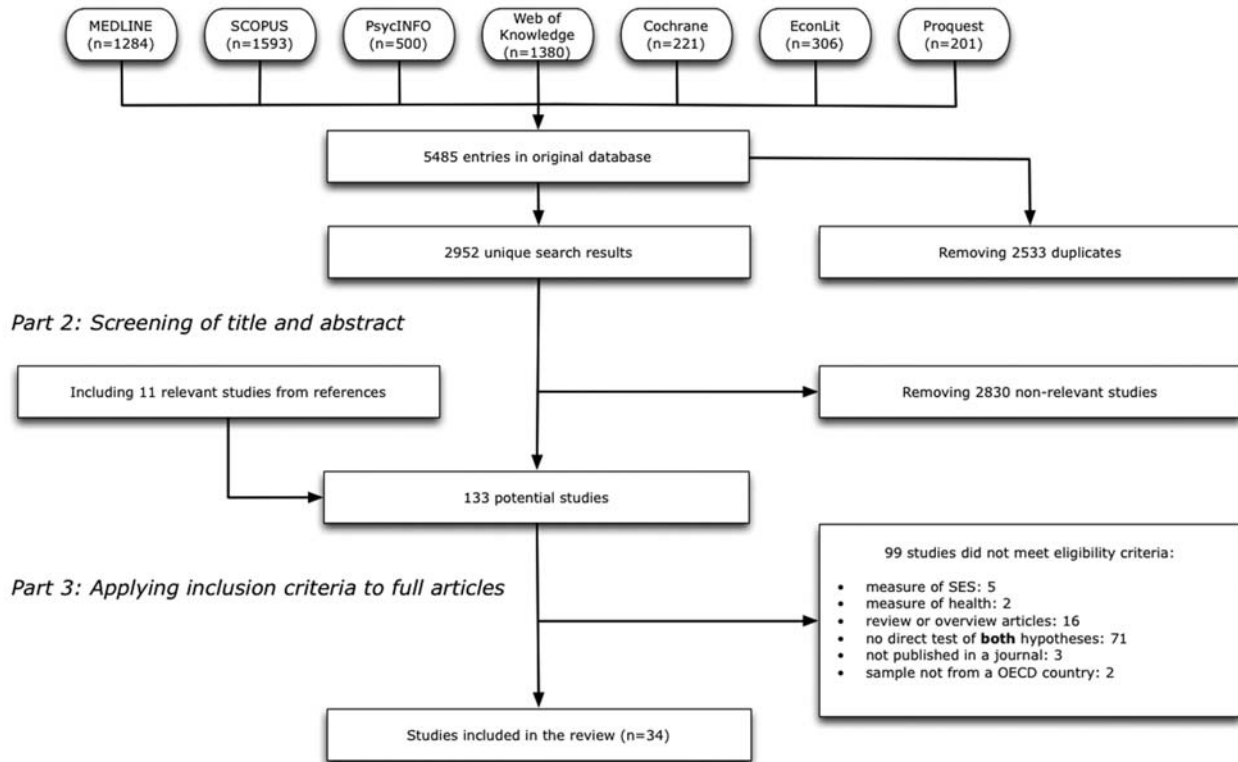 MEDLINE
(n=1284)
SCOPUS
(n=1593)
PsycINFO
(n=500)
Web of
Knowledge
(n=1380)
Cochrane
(n=221)
EconLit
(n=306)
Proquest
(n=201)
5485 entries in original database
2952 unique search results
Removing 2533 duplicates
Part 2: Screening of title and abstract
Including 11 relevant studies from references
Removing 2830 non-relevant studies
133 potential studies
99 studies did not meet eligibility criteria:
Part 3: Applying inclusion criteria to full articles
• measure of SES: 5
• measure of health: 2
• review or overview articles: 16
• no direct test of both hypotheses: 71
• not published in a journal: 3
• sample not from a OECD country: 2
Studies included in the review (n=34)